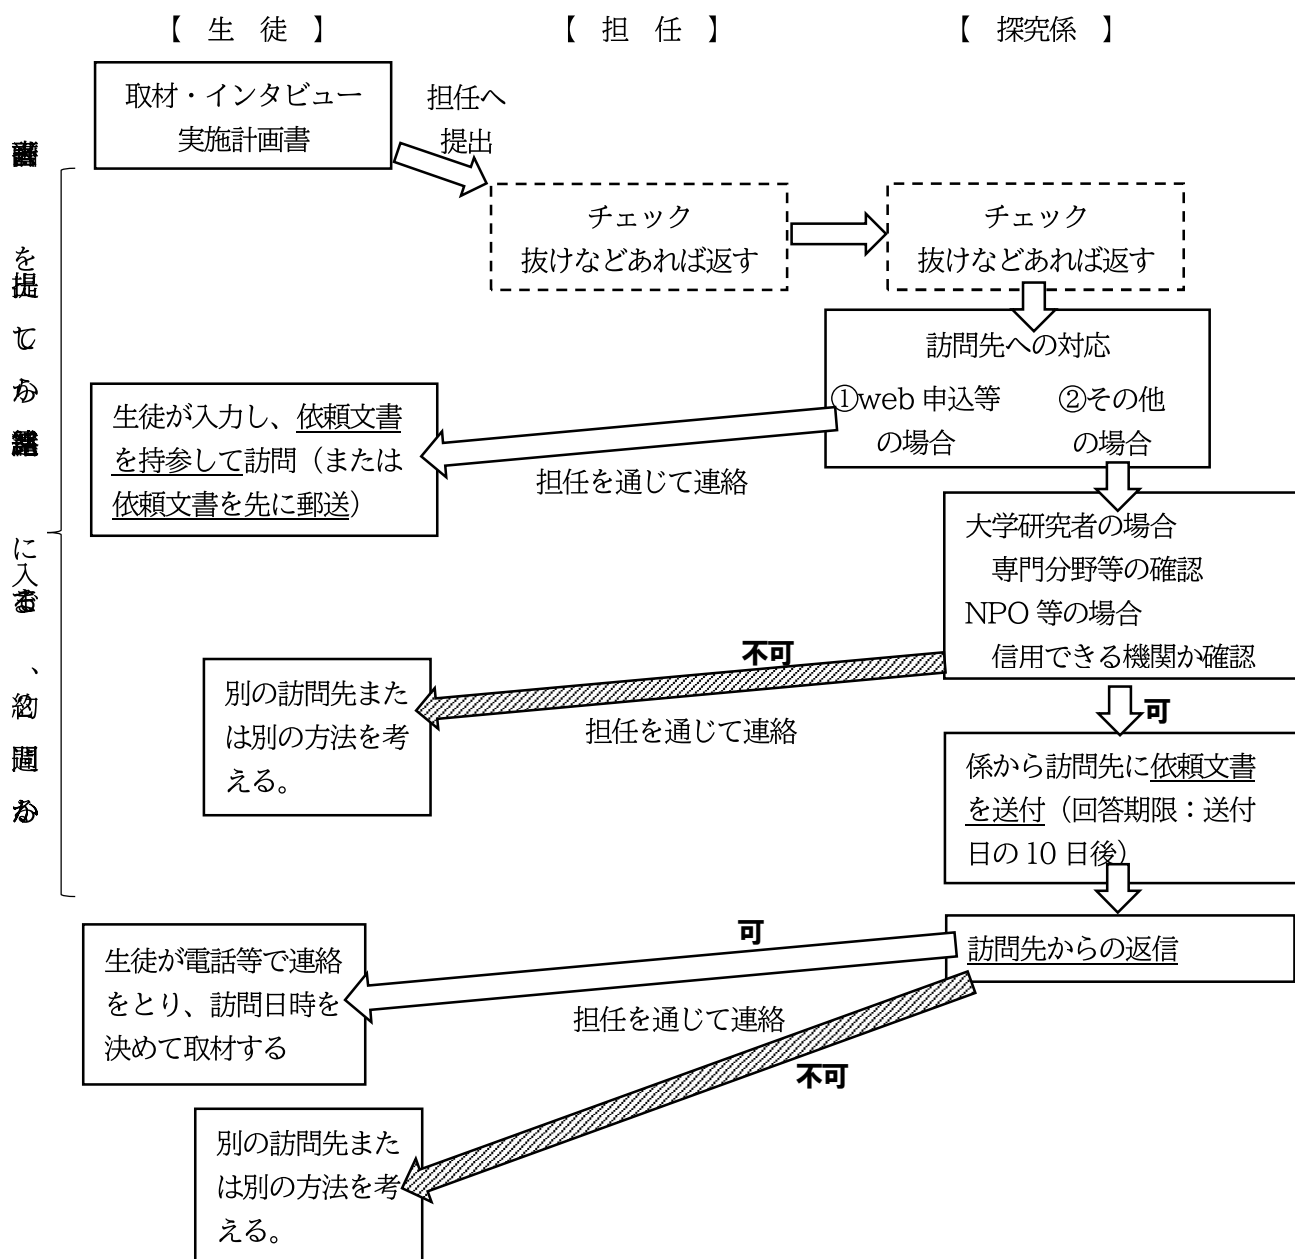 【　生　徒　】
【　担　任　】
【　探究係　】
取材・インタビュー
実施計画書
担任へ
提出
チェック
抜けなどあれば返す
チェック
抜けなどあれば返す
訪問先への対応
①web 申込等
の場合
②その他
の場合
生徒が入力し、依頼文書
を持参して訪問（または
依頼文書を先に郵送）
担任を通じて連絡
大学研究者の場合
専門分野等の確認
NPO 等の場合
信用できる機関か確認
不可
担任を通じて連絡
別の訪問先また
は別の方法を考
える。
可
係から訪問先に依頼文書
を送付（回答期限：送付
日の 10 日後）
訪問先からの返信
可
生徒が電話等で連絡
をとり、訪問日時を
決めて取材する
担任を通じて連絡
不可
別の訪問先また
は別の方法を考
える。